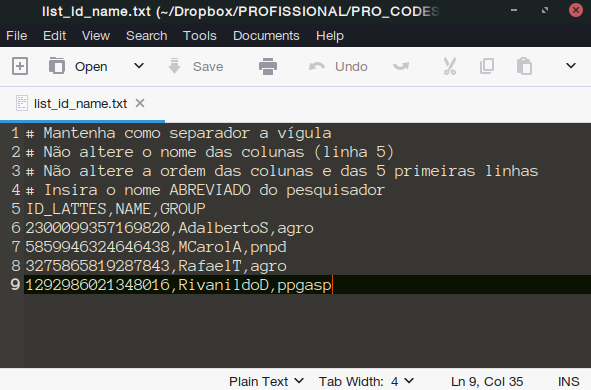 list_id_name.txt (~/Dropbox/PROFISSIONAL/PRO_CODES
File Edit View Search Tools Documents Help
Open Save Undo
list_id_name.txt
1 # Mantenha como separador a vígula
2 # Não altere o nome das colunas (linha 5)
3 # Não altere a ordem das colunas e das 5 primeiras linhas
4 # Insira o nome ABREVIADO do pesquisador
5 ID_LATTES,NAME,GROUP
6 2300099357169820,AdalbertoS,agro
7 5859946324646438,MCarolA,pnpd
8 3275865819287843,RafaelT,agro
9 1292986021348016,RivanildoD,ppgasp
Plain Text Tab Width: 4 Ln 9, Col 35 INS